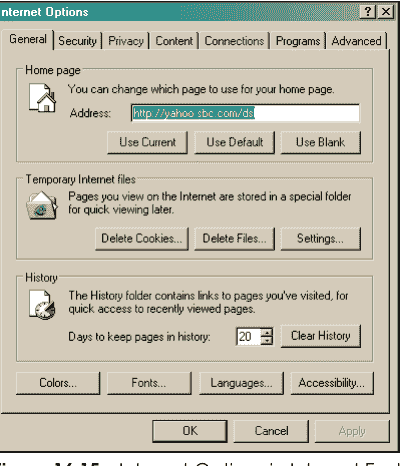 nternet Options
General Security Privacy Content Connections Programs Advanced
Home page
You can change which page to use for your home page.
Address: http://yahoo.sbc.com/dsl
Use Current Use Default Use Blank
Temporary Internet files
Pages you view on the Internet are stored in a special folder
for quick viewing later.
Delete Cookies... Delete Files... Settings...
History
The History folder contains links to pages you've visited, for
quick access to recently viewed pages.
Days to keep pages in history: 20 Clear History
Colors... Fonts... Languages... Accessibility...
OK Cancel Apply